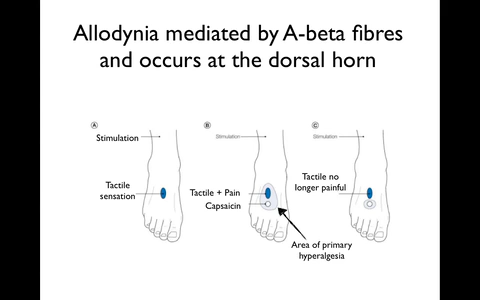 Allodynia mediated by A-beta fibres
and occurs at the dorsal horn
A
B
C
Stimulation
Stimulation
Stimulation
Tactile
sensation
Tactile + Pain
Capsaicin
Tactile no
longer painful
Area of primary
hyperalgesia